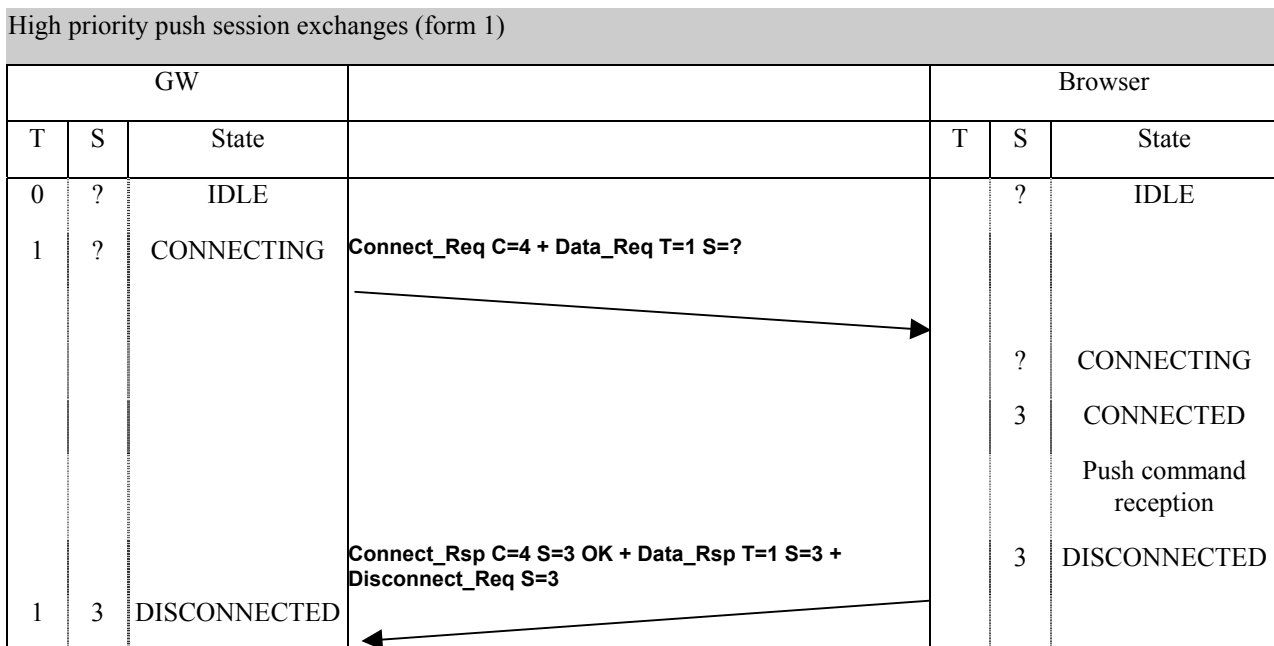 High priority push session exchanges (form 1)
GW Browser
T S State T S State
0 ? IDLE ? IDLE
1 ? CONNECTING Connect_Req C=4 + Data_Req T=1 S=?
? CONNECTING
3 CONNECTED
Push command
reception
Connect_Rsp C=4 S=3 OK + Data_Rsp T=1 S=3 +
Disconnect_Req S=3
3 DISCONNECTED
1 3 DISCONNECTED